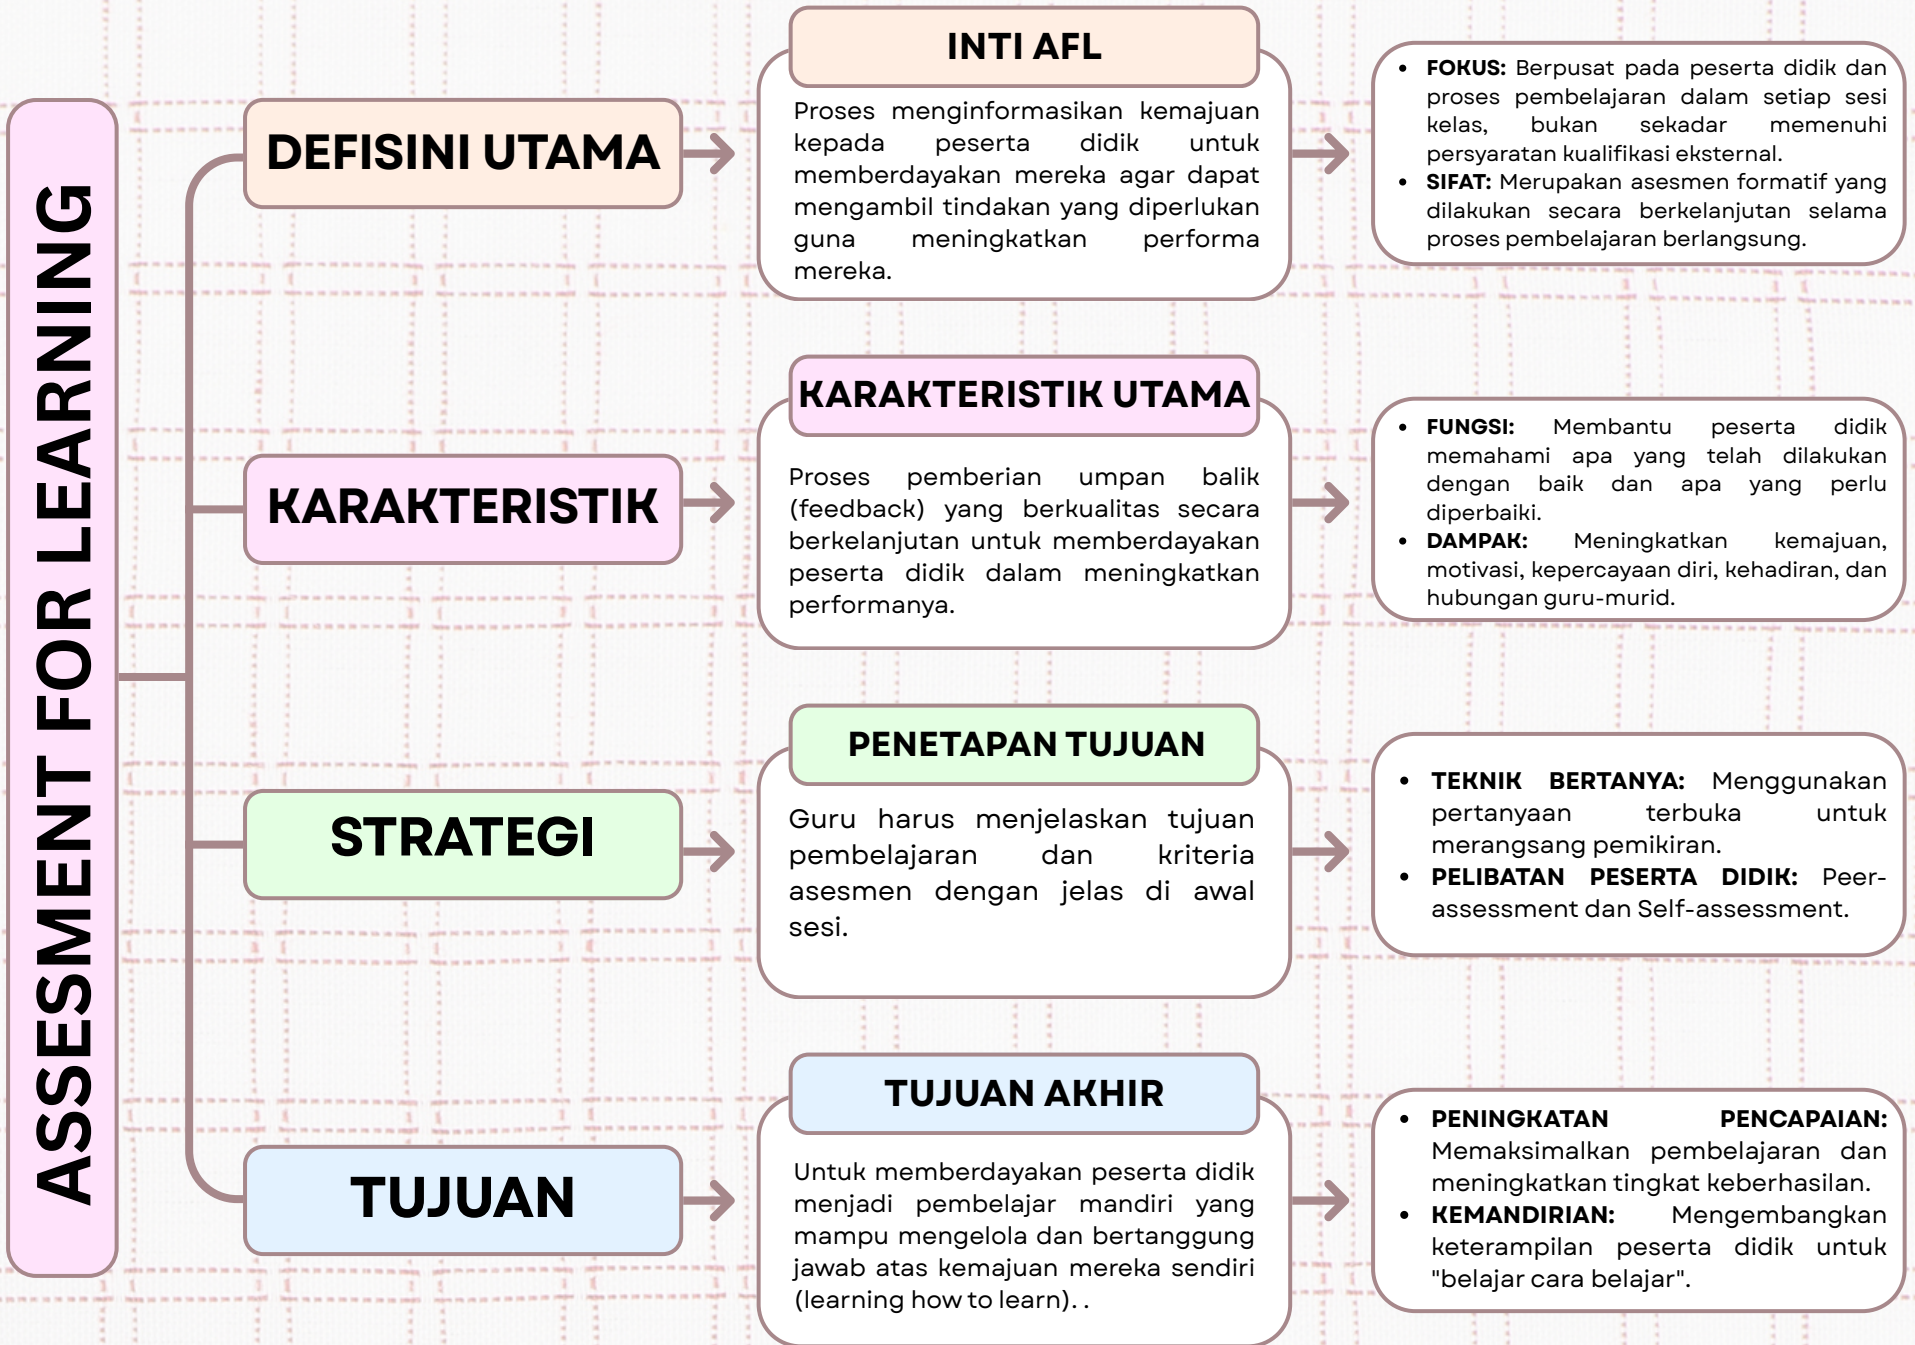 ASSESMENT FOR LEARNING
DEFISINI UTAMA
INTI AFL
Proses menginformasikan kemajuan
kepada peserta didik untuk
memberdayakan mereka agar dapat
mengambil tindakan yang diperlukan
guna meningkatkan performa
mereka.
• FOKUS: Berpusat pada peserta didik dan
proses pembelajaran dalam setiap sesi
kelas, bukan sekadar memenuhi
persyaratan kualifikasi eksternal.
• SIFAT: Merupakan asesmen formatif yang
dilakukan secara berkelanjutan selama
proses pembelajaran berlangsung.
KARAKTERISTIK
KARAKTERISTIK UTAMA
Proses pemberian umpan balik
(feedback) yang berkualitas secara
berkelanjutan untuk memberdayakan
peserta didik dalam meningkatkan
performanya.
• FUNGSI: Membantu peserta didik
memahami apa yang telah dilakukan
dengan baik dan apa yang perlu
diperbaiki.
• DAMPAK: Meningkatkan kemajuan,
motivasi, kepercayaan diri, kehadiran, dan
hubungan guru-murid.
STRATEGI
PENETAPAN TUJUAN
Guru harus menjelaskan tujuan
pembelajaran dan kriteria
asesmen dengan jelas di awal
sesi.
• TEKNIK BERTANYA: Menggunakan
pertanyaan terbuka untuk
merangsang pemikiran.
• PELIBATAN PESERTA DIDIK: Peer-
assessment dan Self-assessment.
TUJUAN
TUJUAN AKHIR
Untuk memberdayakan peserta didik
menjadi pembelajar mandiri yang
mampu mengelola dan bertanggung
jawab atas kemajuan mereka sendiri
(learning how to learn). .
• PENINGKATAN PENCAPAIAN:
Memaksimalkan pembelajaran dan
meningkatkan tingkat keberhasilan.
• KEMANDIRIAN: Mengembangkan
keterampilan peserta didik untuk
"belajar cara belajar".